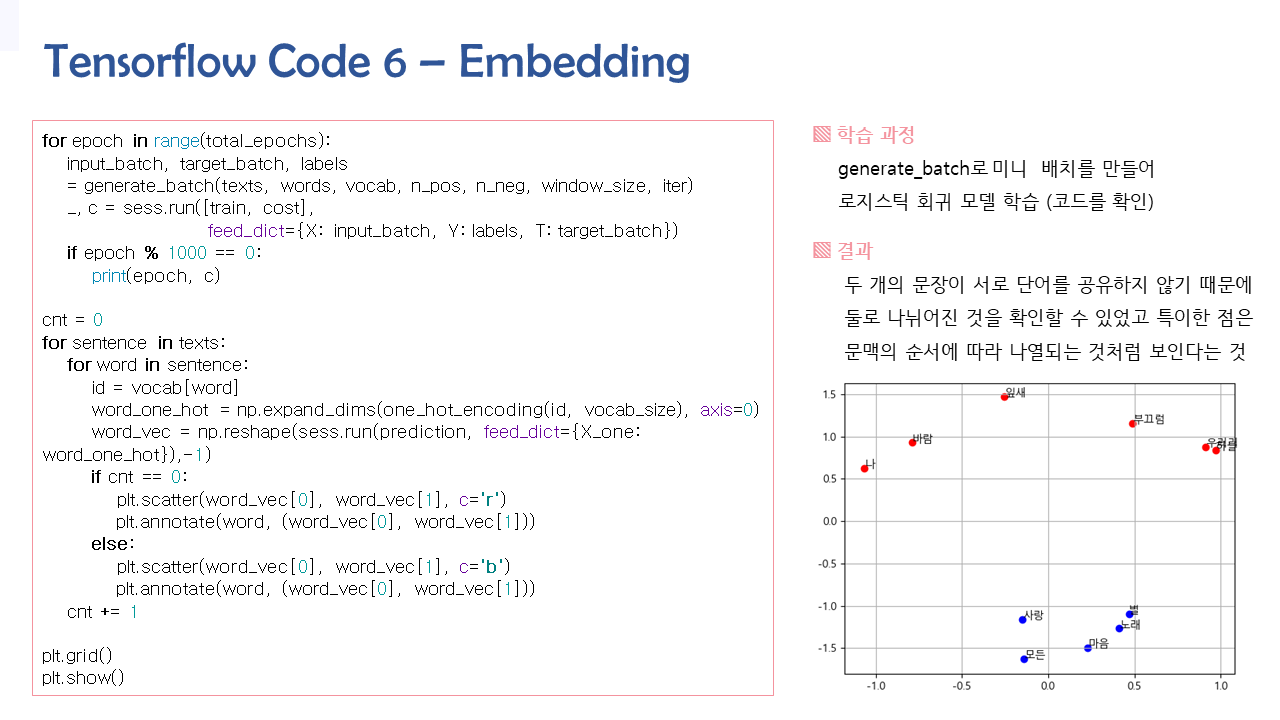 Tensorflow Code 6 – Embedding
for epoch in range(total_epochs):
input_batch, target_batch, labels
= generate_batch(texts, words, vocab, n_pos, n_neg, window_size, iter)
_, c = sess.run([train, cost],
feed_dict={X: input_batch, Y: labels, T: target_batch})
if epoch % 1000 == 0:
print(epoch, c)
cnt = 0
for sentence in texts:
for word in sentence:
id = vocab[word]
word_one_hot = np.expand_dims(one_hot_encoding(id, vocab_size), axis=0)
word_vec = np.reshape(sess.run(prediction, feed_dict={X_one:
word_one_hot}),-1)
if cnt == 0:
plt.scatter(word_vec[0], word_vec[1], c='r')
plt.annotate(word, (word_vec[0], word_vec[1]))
else:
plt.scatter(word_vec[0], word_vec[1], c='b')
plt.annotate(word, (word_vec[0], word_vec[1]))
cnt += 1
plt.grid()
plt.show()
▧ 학습 과정
generate_batch로 미니 배치를 만들어
로지스틱 회귀 모델 학습 (코드를 확인)
▧ 결과
두 개의 문장이 서로 단어를 공유하지 않기 때문에
둘로 나뉘어진 것을 확인할 수 있었고 특이한 점은
문맥의 순서에 따라 나열되는 것처럼 보인다는 것
1.5
1.0
0.5
0.0
-0.5
-1.0
-1.5
잎새
부끄럼
바람
나
별
사랑
노래
마음
모든
-1.0 -0.5 0.0 0.5 1.0